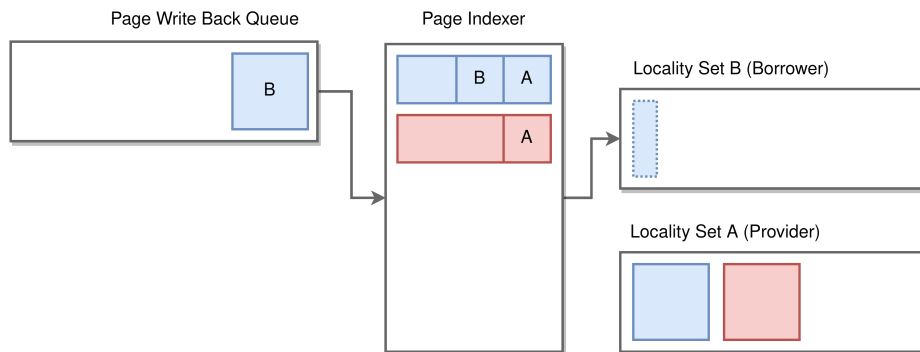 Page Write Back Queue
B
Page Indexer
B A
A
Locality Set B (Borrower)
Locality Set A (Provider)